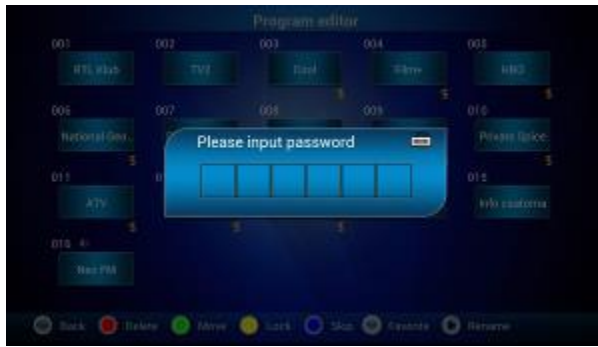 Program editor
001 002 003 004 005
RTL Klub TV2 Cool Film+ HBO
$ $ $
006 007 008 009 010
National Geo.. Private Spice
Please input password
$ $
011 015
ATV Info csatorna
$ $ $
016
Neo FM
Back Delete Move Lock Skip Favorite Rename